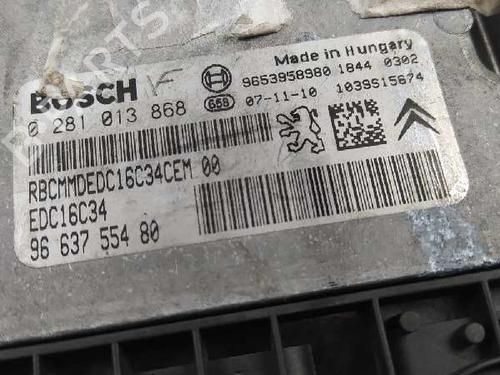 BOSCH
Made in Hungary
9653958980 1844 0302
0 281 013 868
658 07-11-10 1039S15674
RBCMMDEDC16C34CEM 00
EDC16C34
96 637 554 80